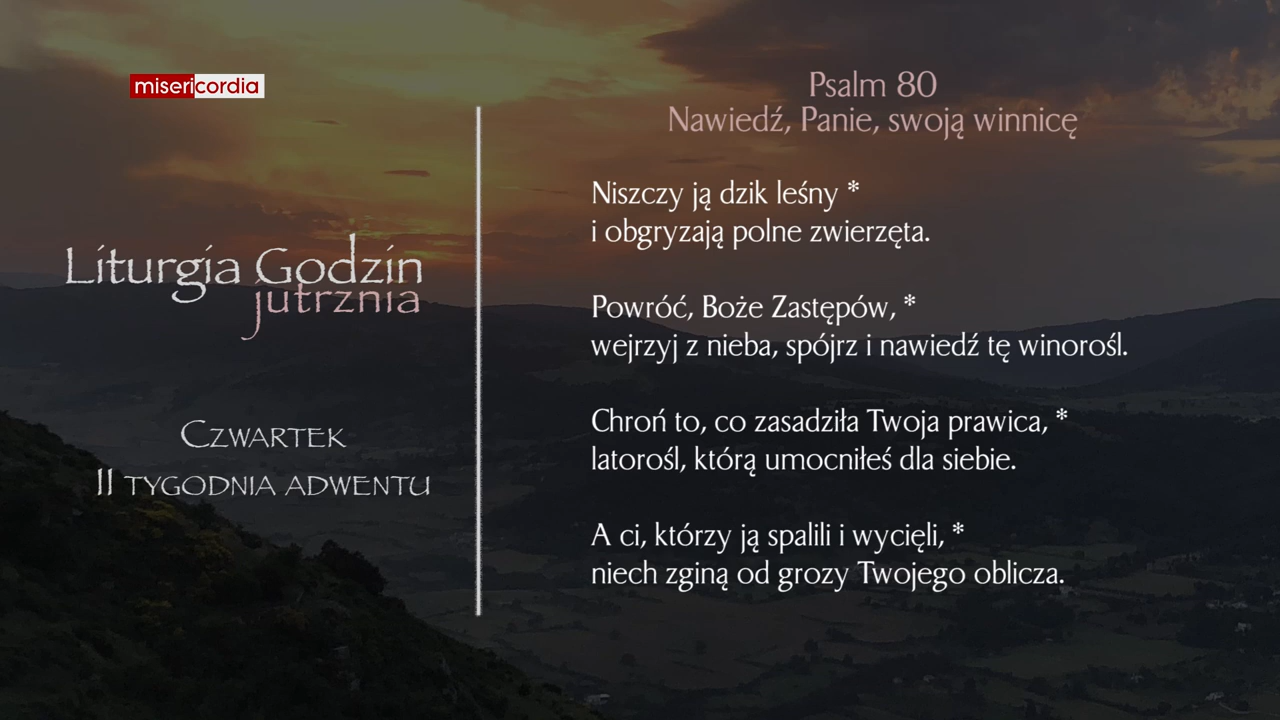 misericordia
Liturgia Godzin
jutrznia
Czwartek
II tygodnia adwentu
Psalm 80
Nawiedź, Panie, swoją winnicę
Niszczy ją dzik leśny *
i obgryzają polne zwierzęta.
Powróć, Boże Zastępów, *
wejrzyj z nieba, spójrz i nawiedź tę winorośl.
Chroń to, co zasadziła Twoja prawica, *
latorośl, którą umocniłeś dla siebie.
A ci, którzy ją spalili i wycięli, *
niech zginą od grozy Twojego oblicza.